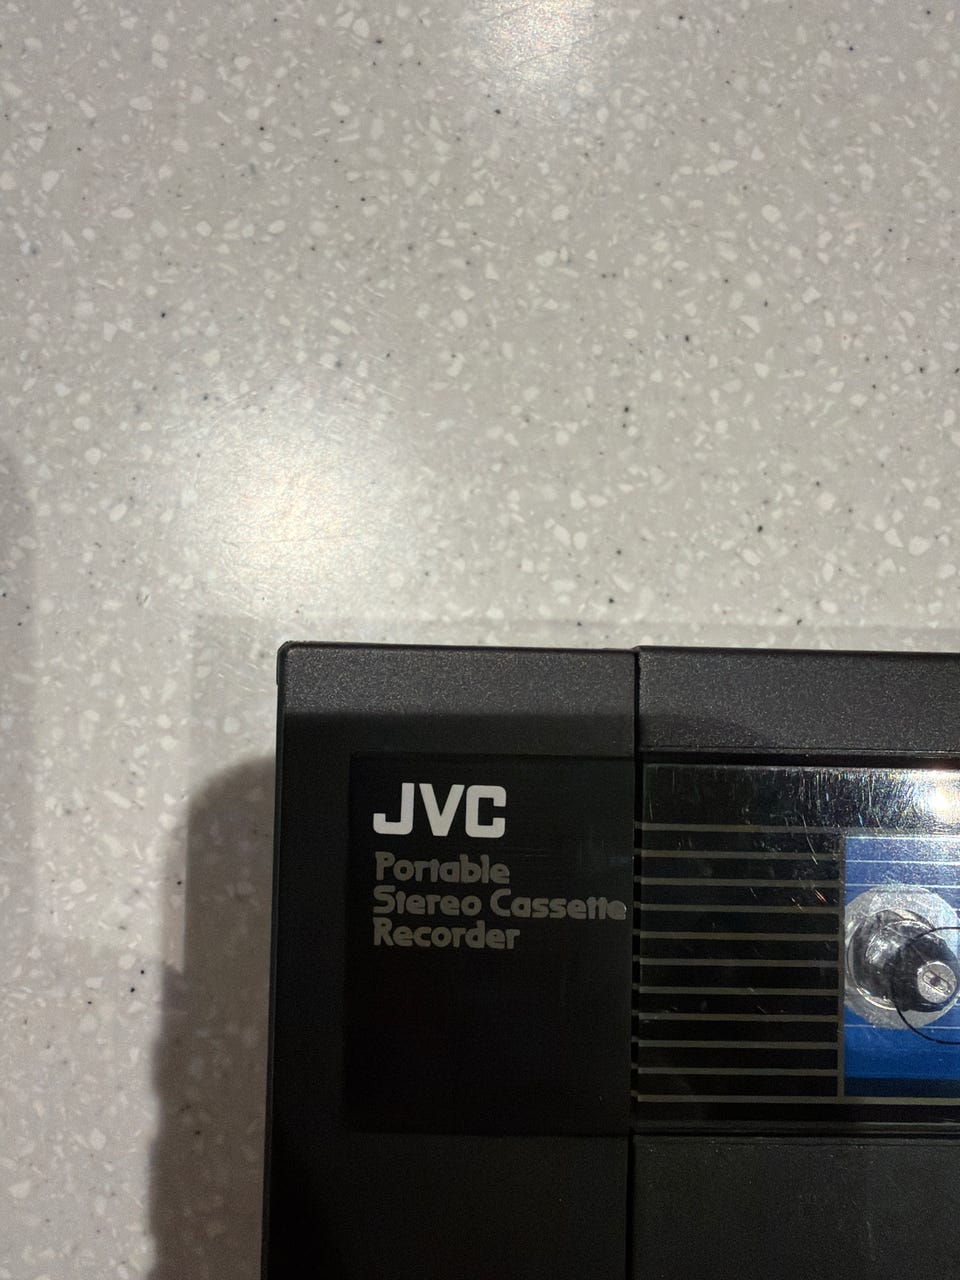 JVC
Portable
Stereo Cassette
Recorder